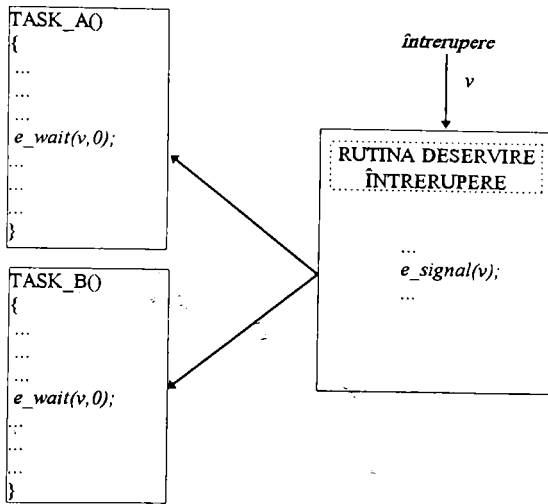 TASK_A()
{
...
...
...
e_wait(v,0);
...
...
...
}
TASK_B()
{
...
...
...
e_wait(v,0);
...
...
...
}
întrerupere
v
RUTINA DESERVIRE
ÎNTRERUPERE
...
e_signal(v);
...